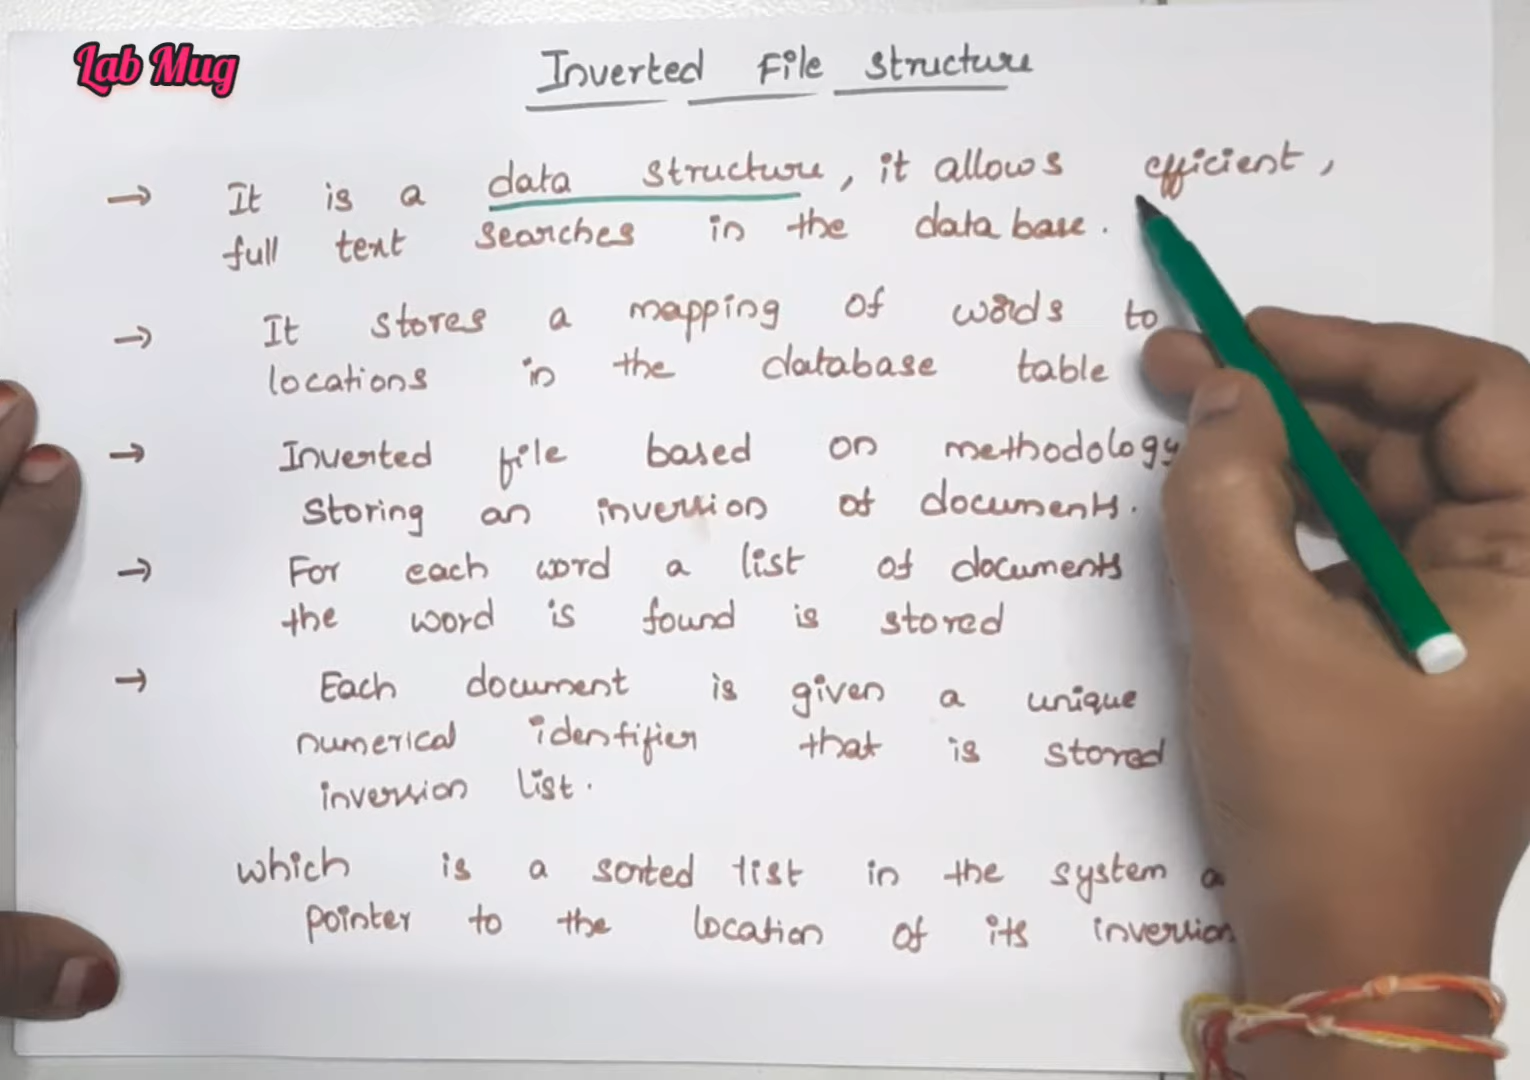 Lab Mug
Inverted File Structure
→ It is a data structure, it allows efficient,
full text searches in the database.
→ It stores a mapping of words to
locations in the database table
→ Inverted file based on methodology
storing an inversion of documents.
→ For each word a list of documents
the word is found is stored
→ Each document is given a unique
numerical identifier that is stored
inversion list.
which is a sorted list in the system a
pointer to the location of its inversion